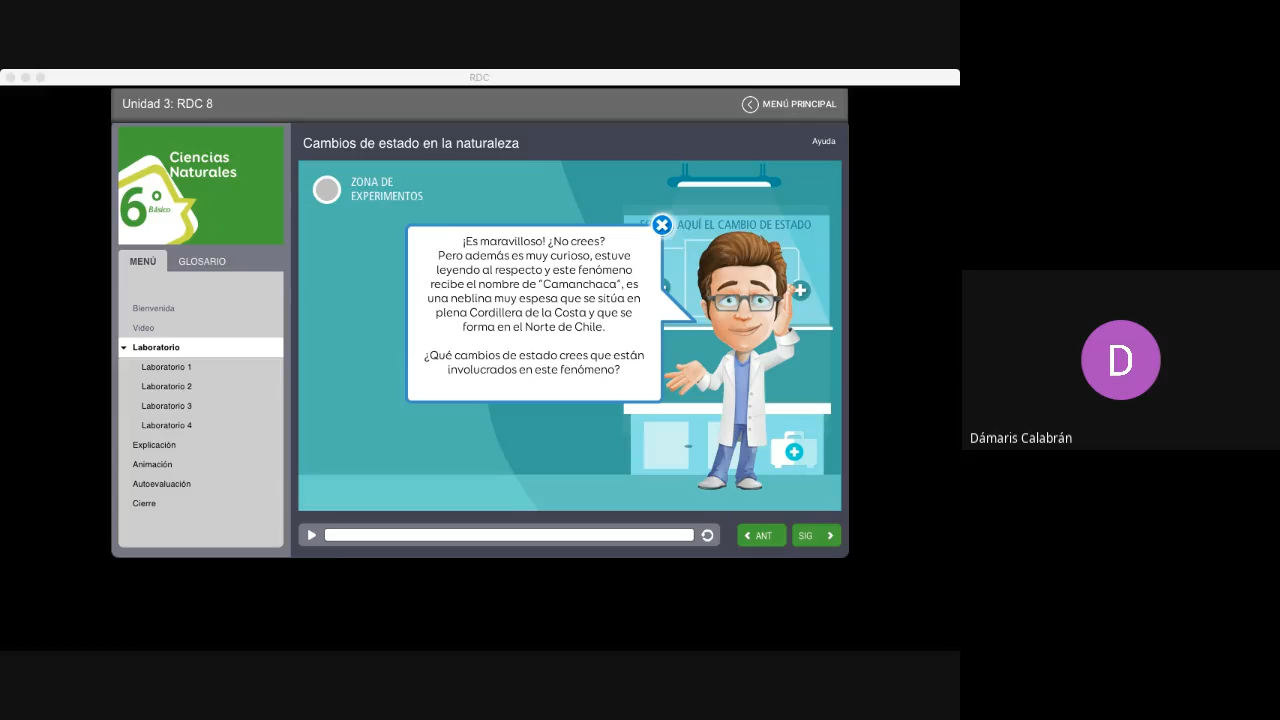 RDC
Unidad 3: RDC 8
MENÚ PRINCIPAL
Ciencias
Naturales
6°
Básico
Cambios de estado en la naturaleza
Ayuda
MENÚ
GLOSARIO
Bienvenida
Video
Laboratorio
Laboratorio 1
Laboratorio 2
Laboratorio 3
Laboratorio 4
Explicación
Animación
Autoevaluación
Cierre
ZONA DE
EXPERIMENTOS
AQUÍ EL CAMBIO DE ESTADO
¡Es maravilloso! ¿No crees?
Pero además es muy curioso, estuve
leyendo al respecto y este fenómeno
recibe el nombre de “Camanchaca”, es
una neblina muy espesa que se sitúa en
plena Cordillera de la Costa y que se
forma en el Norte de Chile.
¿Qué cambios de estado crees que están
involucrados en este fenómeno?
ANT
SIG
D
Dámaris Calabrán